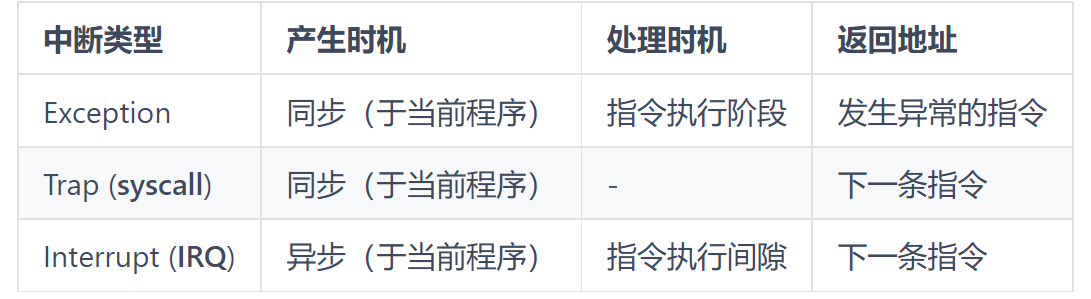 中断类型 产生时机 处理时机 返回地址
Exception 同步（于当前程序） 指令执行阶段 发生异常的指令
Trap (syscall) 同步（于当前程序） - 下一条指令
Interrupt (IRQ) 异步（于当前程序） 指令执行间隙 下一条指令